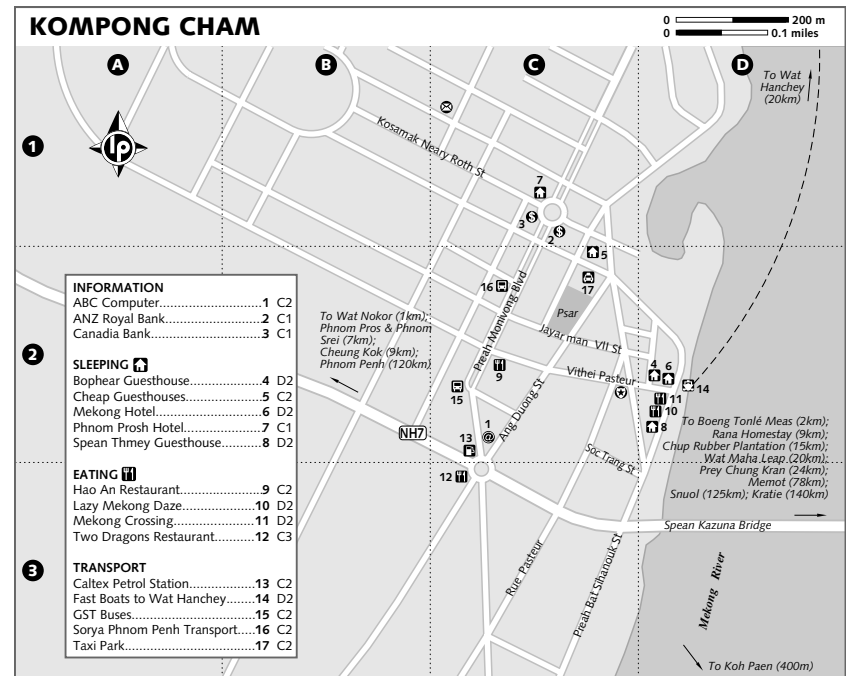 KOMPONG CHAM
0 200 m
0 0.1 miles
A
B
C
D
To Wat
Hanchey
(20km)
1
lp
Kosamak Neary Roth St
7
3
2
5
16
17
Psar
Preah Monivong Blvd
Jayarman VII St
To Wat Nokor (1km);
Phnom Pros & Phnom
Srei (7km);
Cheung Kok (9km);
Phnom Penh (120km)
2
INFORMATION
ABC Computer 1 C2
ANZ Royal Bank 2 C1
Canadia Bank 3 C1
SLEEPING
Bophear Guesthouse 4 D2
Cheap Guesthouses 5 C2
Mekong Hotel 6 D2
Phnom Prosh Hotel 7 C1
Spean Thmey Guesthouse 8 D2
EATING
Hao An Restaurant 9 C2
Lazy Mekong Daze 10 D2
Mekong Crossing 11 D2
Two Dragons Restaurant 12 C3
TRANSPORT
Caltex Petrol Station 13 C2
Fast Boats to Wat Hanchey 14 D2
GST Buses 15 C2
Sorya Phnom Penh Transport 16 C2
Taxi Park 17 C2
Vithei Pasteur
4
6
14
9
15
11
10
8
Ang Duong St
1
@
13
NH7
12
Soc Trang St
To Boeng Tonlé Meas (2km);
Rana Homestay (9km);
Chup Rubber Plantation (15km);
Wat Maha Leap (20km);
Prey Chung Kran (24km);
Memot (78km);
Snuol (125km); Kratie (140km)
Spean Kazuna Bridge
3
Rue Pasteur
Preah Bat Sihanouk St
Mekong River
To Koh Paen (400m)